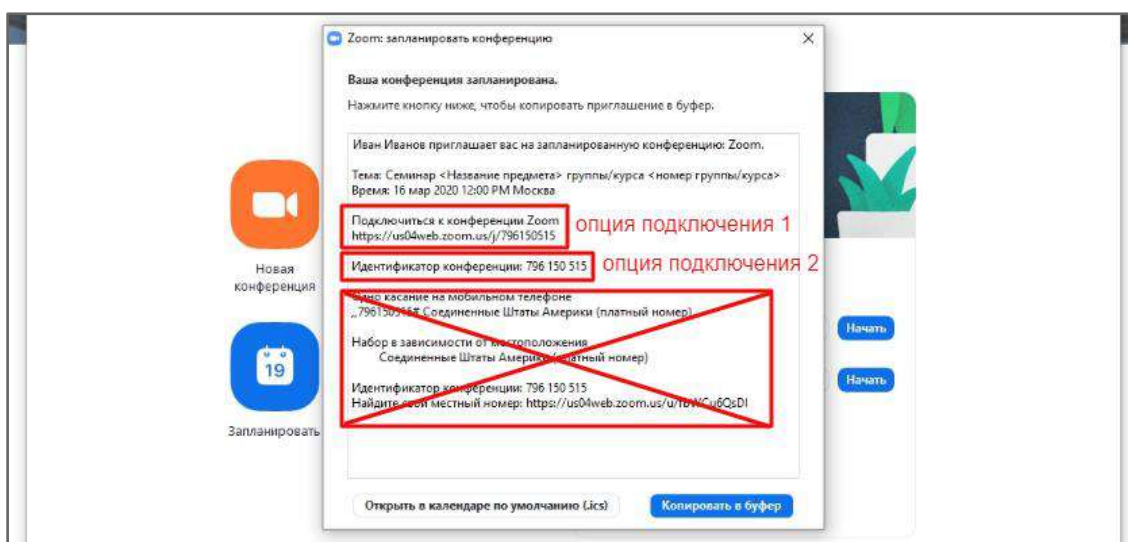 Zoom: запланировать конференцию
Ваша конференция запланирована.
Нажмите кнопку ниже, чтобы копировать приглашение в буфер.
Иван Иванов приглашает вас на запланированную конференцию: Zoom.
Тема: Семинар <Название предмета> группы/курса <номер группы/курса>
Время: 16 мар 2020 12:00 PM Москва
Подключиться к конференции Zoom
https://us04web.zoom.us/j/796150515
опция подключения 1
Идентификатор конференции: 796 150 515
опция подключения 2
Одно касание на мобильном телефоне
,,796150515# Соединенные Штаты Америки (платный номер)
Набор в зависимости от местоположения
Соединенные Штаты Америки (платный номер)
Идентификатор конференции: 796 150 515
Найдите свой местный номер:
Открыть в календаре по умолчанию (.ics)
Копировать в буфер
Новая
конференция
19
Запланировать
Начать
Начать